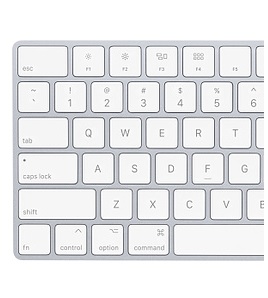 esc F1 F2 F3 F4 F5
~ ! @ # $ % ^
` 1 2 3 4 5 6
tab Q W E R T
caps lock A S D F G
shift Z X C V B
fn control ^ option ⌥ command ⌘